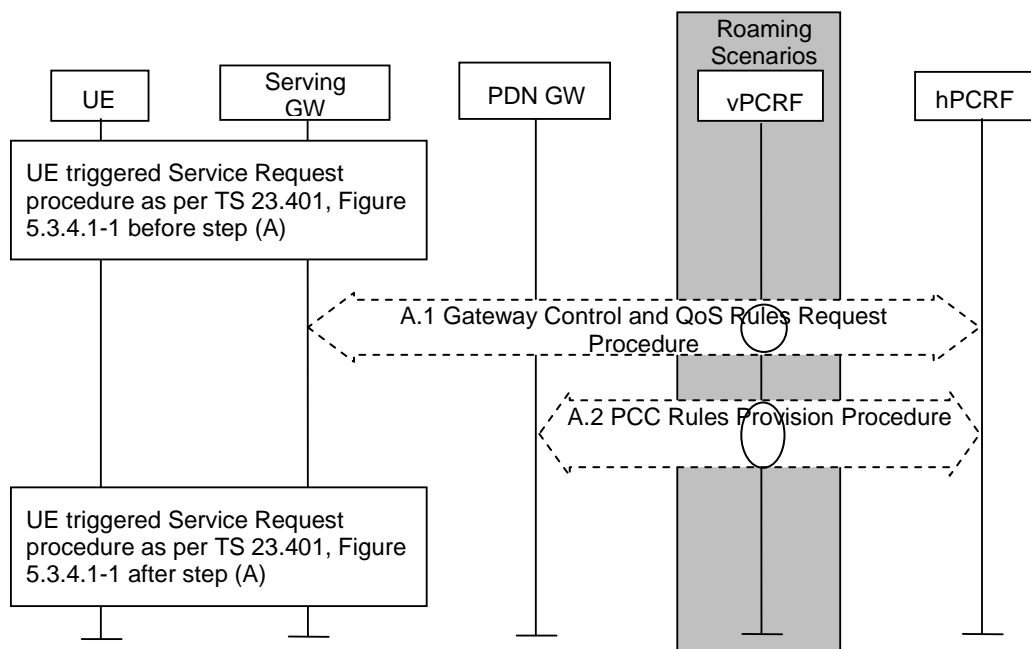 Roaming
Scenarios
UE
Serving
GW
PDN GW
vPCRF
hPCRF
UE triggered Service Request
procedure as per TS 23.401, Figure
5.3.4.1-1 before step (A)
A.1 Gateway Control and QoS Rules Request
Procedure
A.2 PCC Rules Provision Procedure
UE triggered Service Request
procedure as per TS 23.401, Figure
5.3.4.1-1 after step (A)